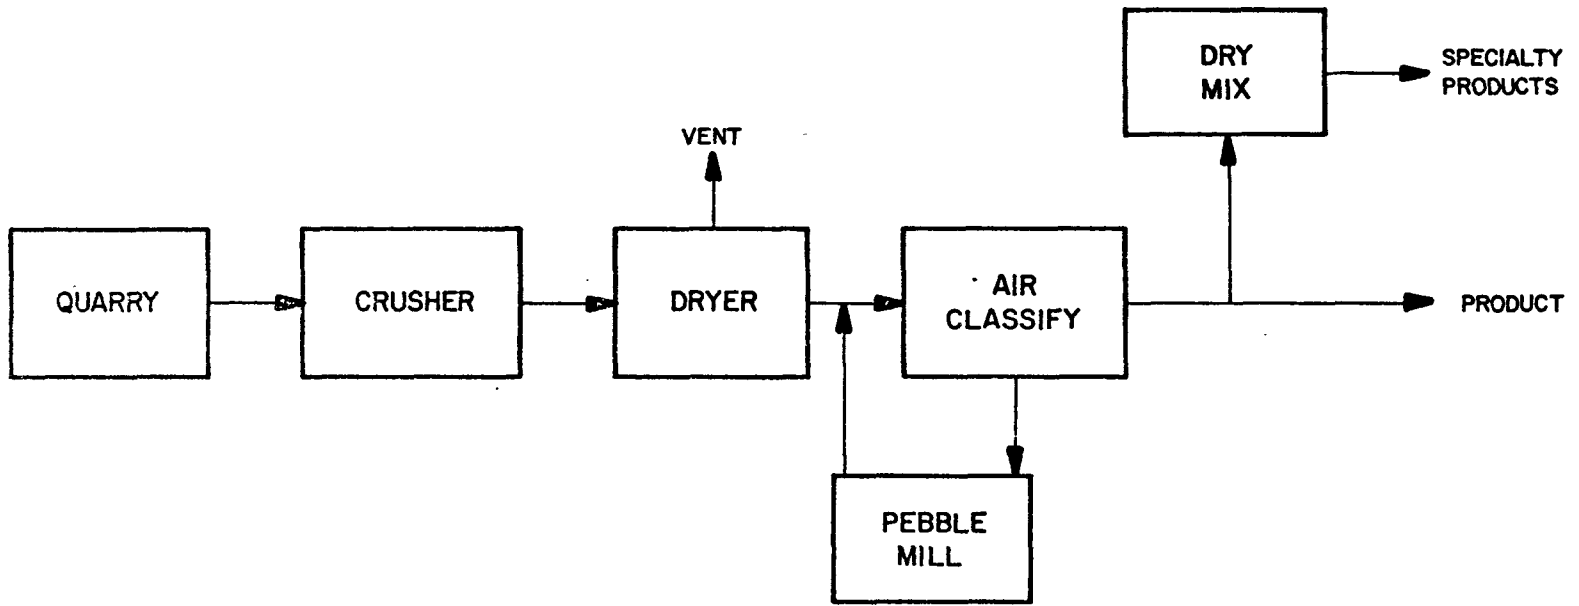 DRY
MIX
SPECIALTY
PRODUCTS
VENT
QUARRY
CRUSHER
DRYER
AIR
CLASSIFY
PRODUCT
PEBBLE
MILL